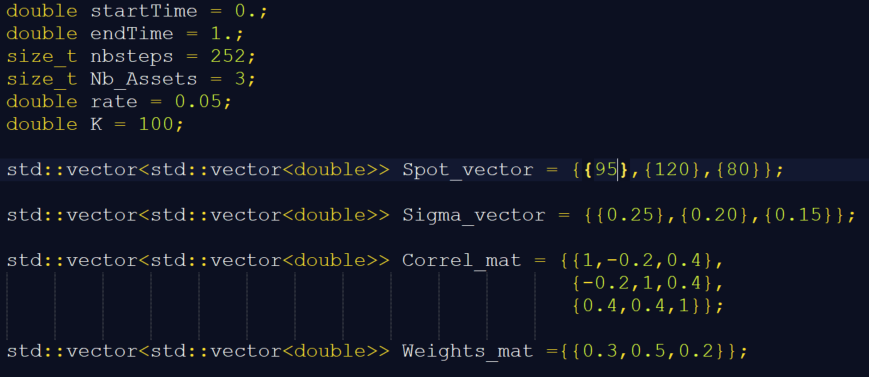 double startTime = 0.;
double endTime = 1.;
size_t nbsteps = 252;
size_t Nb_Assets = 3;
double rate = 0.05;
double K = 100;
std::vector<std::vector<double>> Spot_vector = {{95},{120},{80}};
std::vector<std::vector<double>> Sigma_vector = {{0.25},{0.20},{0.15}};
std::vector<std::vector<double>> Correl_mat = {{1,-0.2,0.4},
{-0.2,1,0.4},
{0.4,0.4,1}};
std::vector<std::vector<double>> Weights_mat ={{0.3,0.5,0.2}};